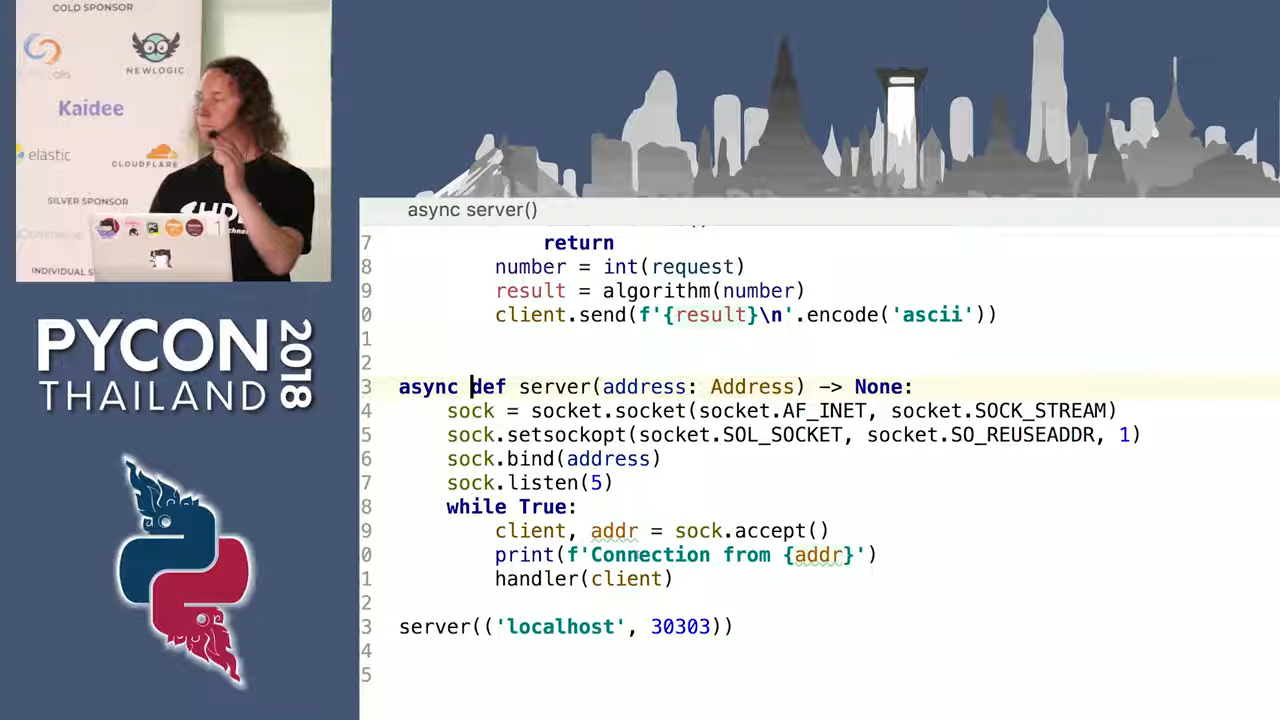 COLD SPONSOR
NEWLOGIC
Kaidee
elastic
CLOUDFLARE
SILVER SPONSOR
INDIVIDUAL
PYCON
THAILAND
2018
async server()
7 return
8 number = int(request)
9 result = algorithm(number)
0 client.send(f'{result}\n'.encode('ascii'))
1
2
3 async def server(address: Address) -> None:
4 sock = socket.socket(socket.AF_INET, socket.SOCK_STREAM)
5 sock.setsockopt(socket.SOL_SOCKET, socket.SO_REUSEADDR, 1)
6 sock.bind(address)
7 sock.listen(5)
8 while True:
9 client, addr = sock.accept()
0 print(f'Connection from {addr}')
1 handler(client)
2
3 server(('localhost', 30303))
4
5